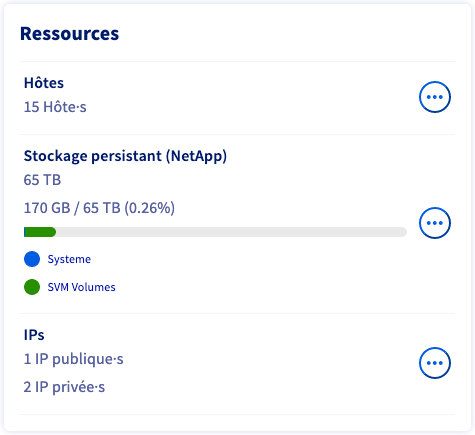 Ressources
Hôtes
15 Hôte·s
Stockage persistant (NetApp)
65 TB
170 GB / 65 TB (0.26%)
Systeme
SVM Volumes
IPs
1 IP publique·s
2 IP privée·s